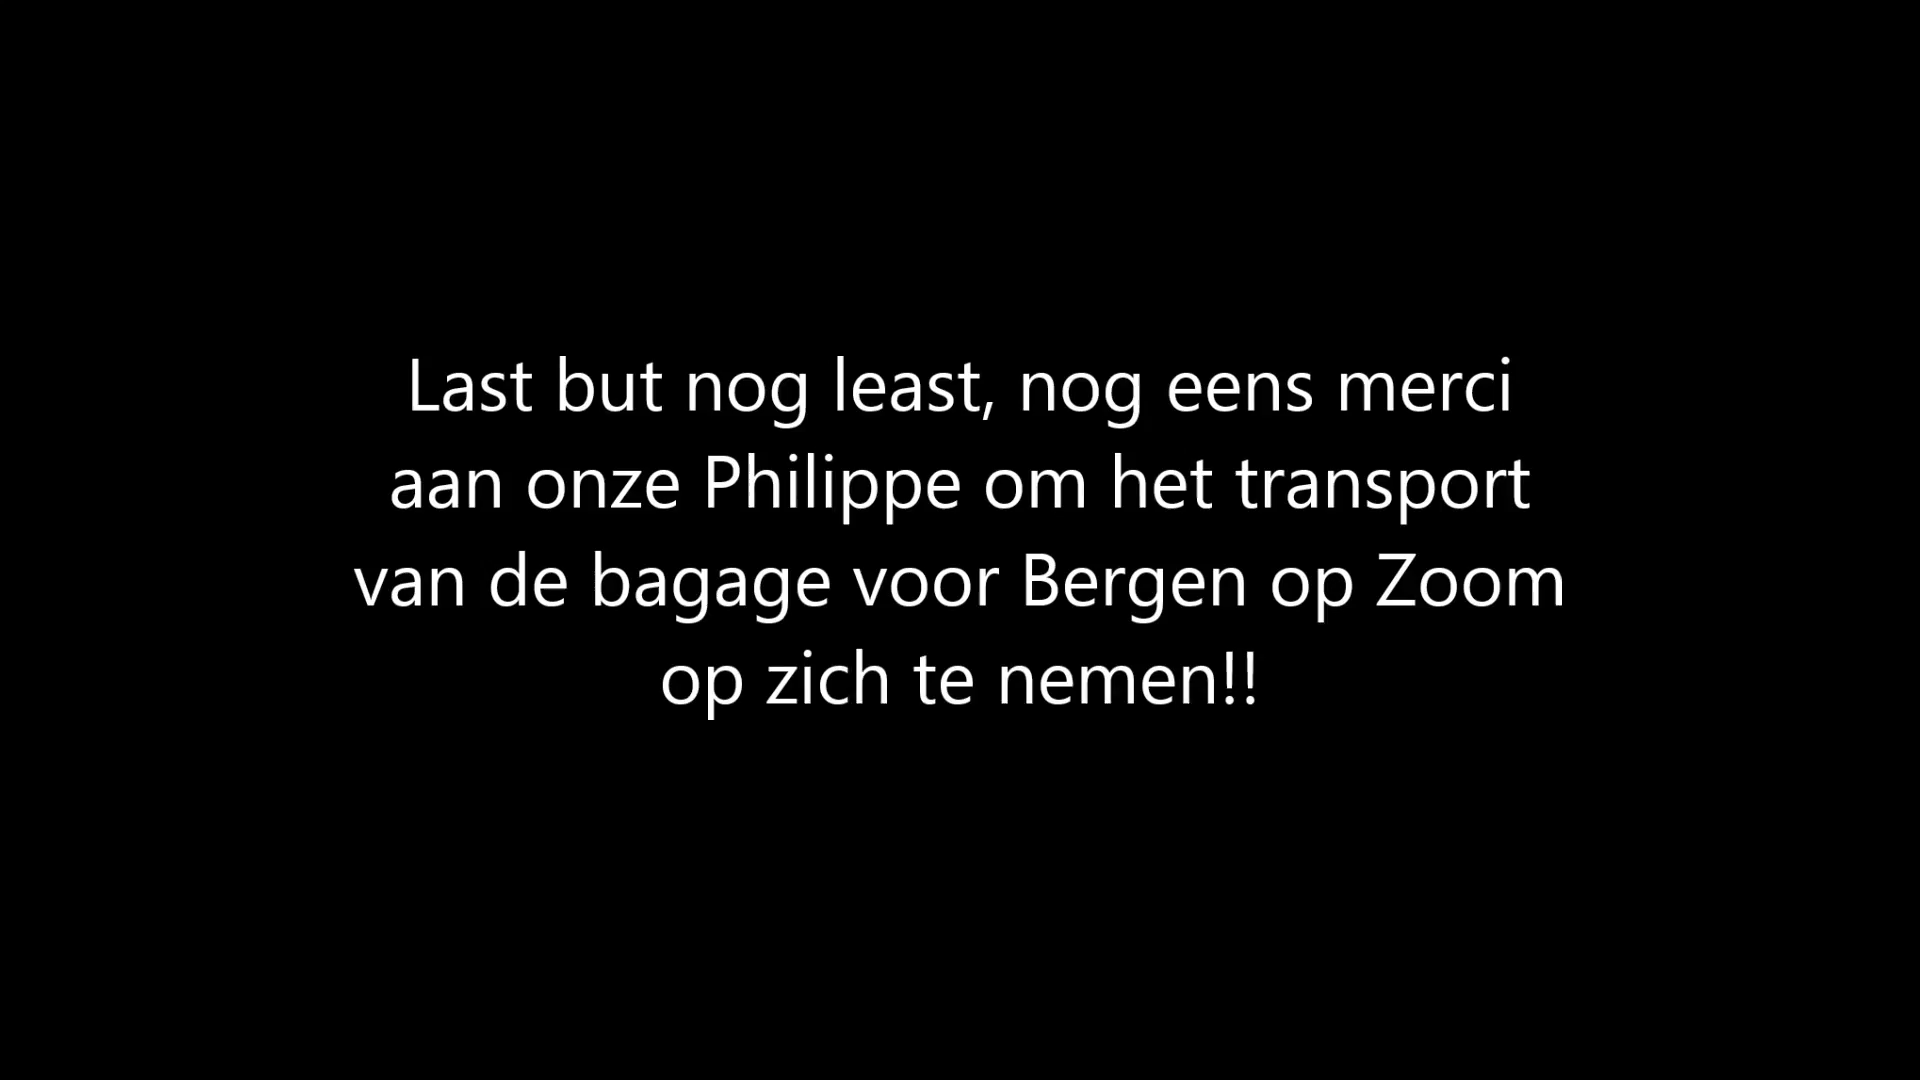 Last but nog least, nog eens merci
aan onze Philippe om het transport
van de bagage voor Bergen op Zoom
op zich te nemen!!